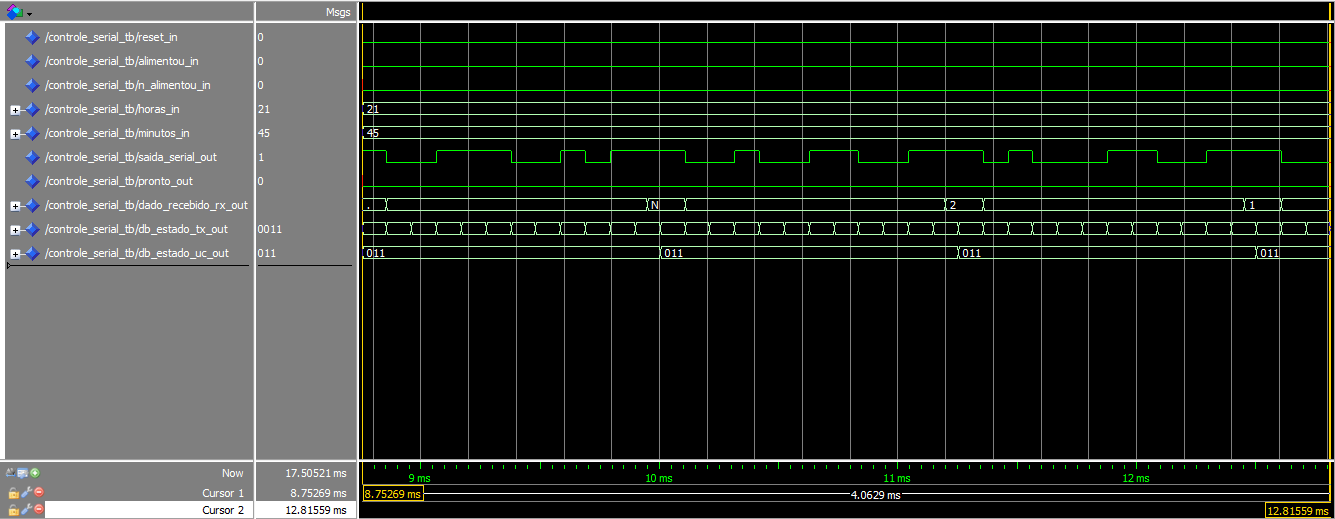 Msgs
/controle_serial_tb/reset_in 0
/controle_serial_tb/alimentou_in 0
/controle_serial_tb/n_alimentou_in 0
/controle_serial_tb/horas_in 21 21
/controle_serial_tb/minutos_in 45 45
/controle_serial_tb/saida_serial_out 1
/controle_serial_tb/pronto_out 0
/controle_serial_tb/dado_recebido_rx_out . N 2 1
/controle_serial_tb/db_estado_tx_out 0011
/controle_serial_tb/db_estado_uc_out 011 011 011 011 011
Now 17.50521 ms 9 ms 10 ms 11 ms 12 ms
Cursor 1 8.75269 ms 8.75269 ms 4.0629 ms
Cursor 2 12.81559 ms 12.81559 ms